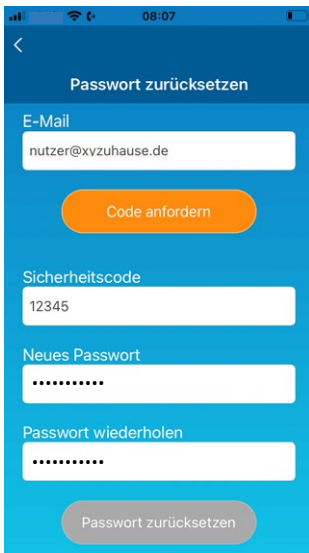 08:07
Passwort zurücksetzen
E-Mail
nutzer@xyzuhause.de
Code anfordern
Sicherheitscode
12345
Neues Passwort
•••••••••••
Passwort wiederholen
•••••••••••
Passwort zurücksetzen